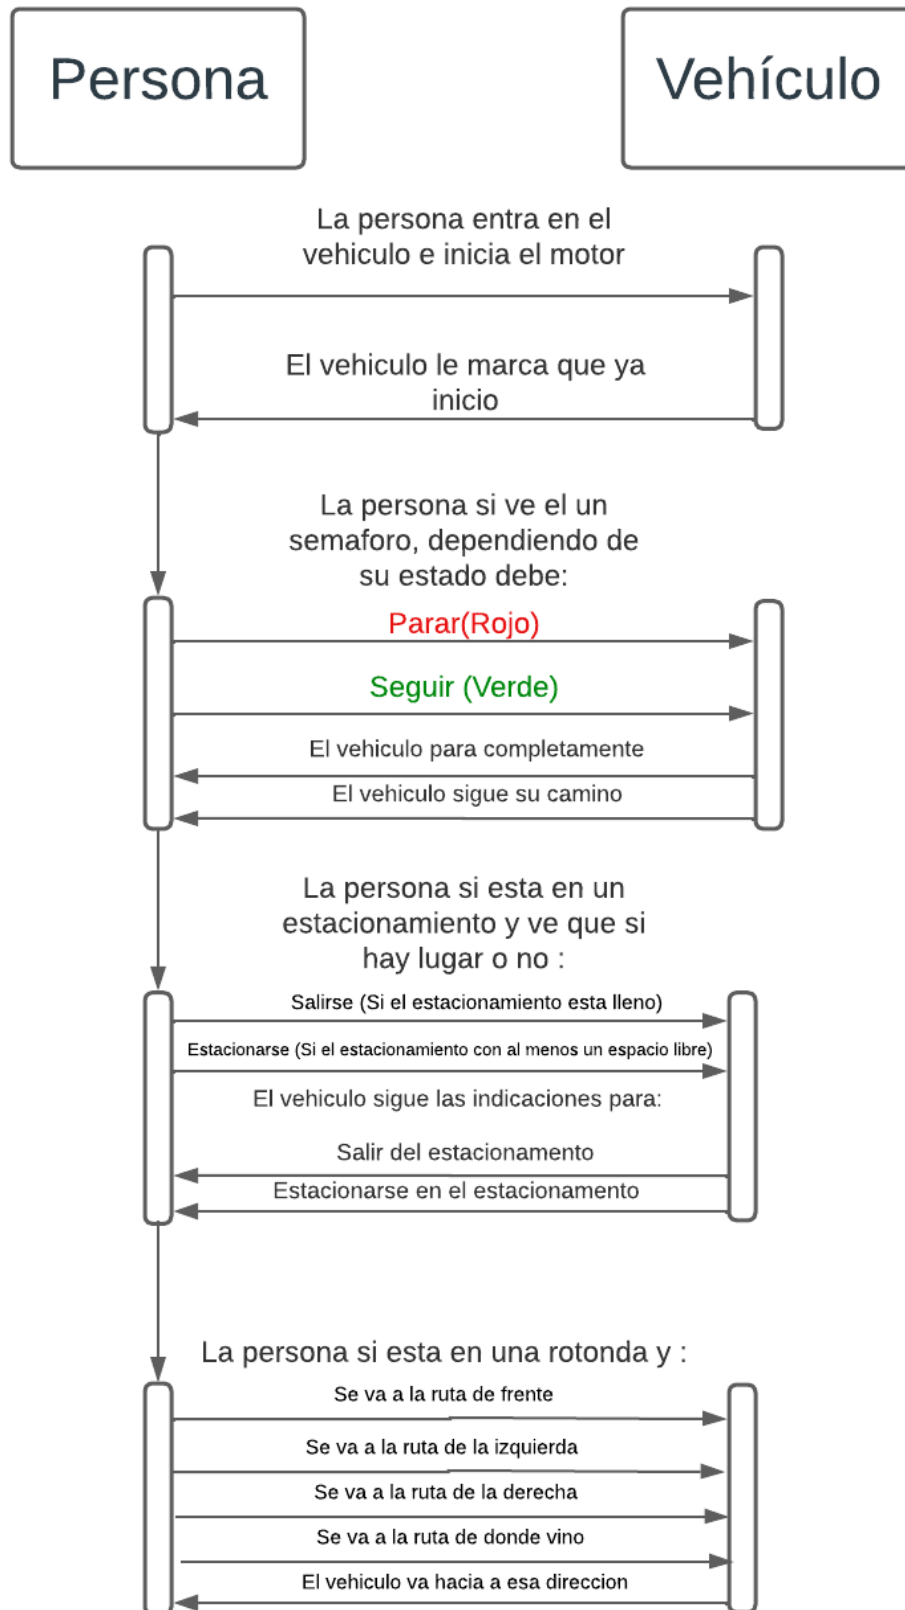 Persona
Vehículo
La persona entra en el
vehiculo e inicia el motor
El vehiculo le marca que ya
inicio
La persona si ve el un
semaforo, dependiendo de
su estado debe:
Parar(Rojo)
Seguir (Verde)
El vehiculo para completamente
El vehiculo sigue su camino
La persona si esta en un
estacionamiento y ve que si
hay lugar o no :
Salirse (Si el estacionamiento esta lleno)
Estacionarse (Si el estacionamiento con al menos un espacio libre)
El vehiculo sigue las indicaciones para:
Salir del estacionamento
Estacionarse en el estacionamento
La persona si esta en una rotonda y :
Se va a la ruta de frente
Se va a la ruta de la izquierda
Se va a la ruta de la derecha
Se va a la ruta de donde vino
El vehiculo va hacia a esa direccion